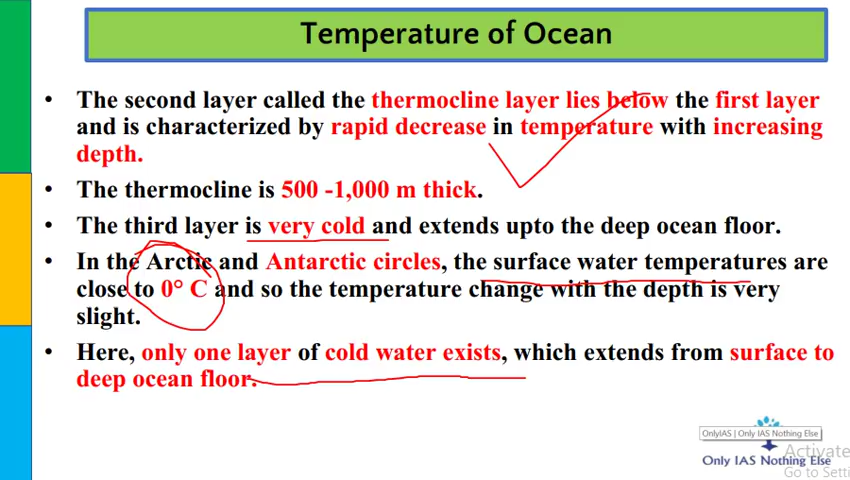 Temperature of Ocean
• The second layer called the thermocline layer lies below the first layer
and is characterized by rapid decrease in temperature with increasing
depth.
• The thermocline is 500 -1,000 m thick.
• The third layer is very cold and extends upto the deep ocean floor.
• In the Arctic and Antarctic circles, the surface water temperatures are
close to 0° C and so the temperature change with the depth is very
slight.
• Here, only one layer of cold water exists, which extends from surface to
deep ocean floor.
OnlyIAS | Only IAS Nothing Else
Activate
Only IAS Nothing Else
Go to Setti